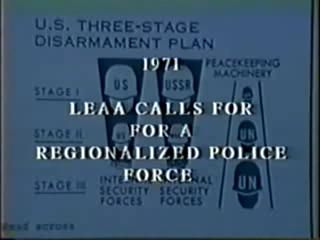 U.S. THREE-STAGE
DISARMAMENT PLAN
1971
PEACEKEEPING
MACHINERY
US
USSR
STAGE I
LEAA CALLS FOR
STAGE II
FOR A
UN
REGIONALIZED POLICE
STAGE III
FORCE
UN
SECURITY
FORCES
SECURITY
FORCES